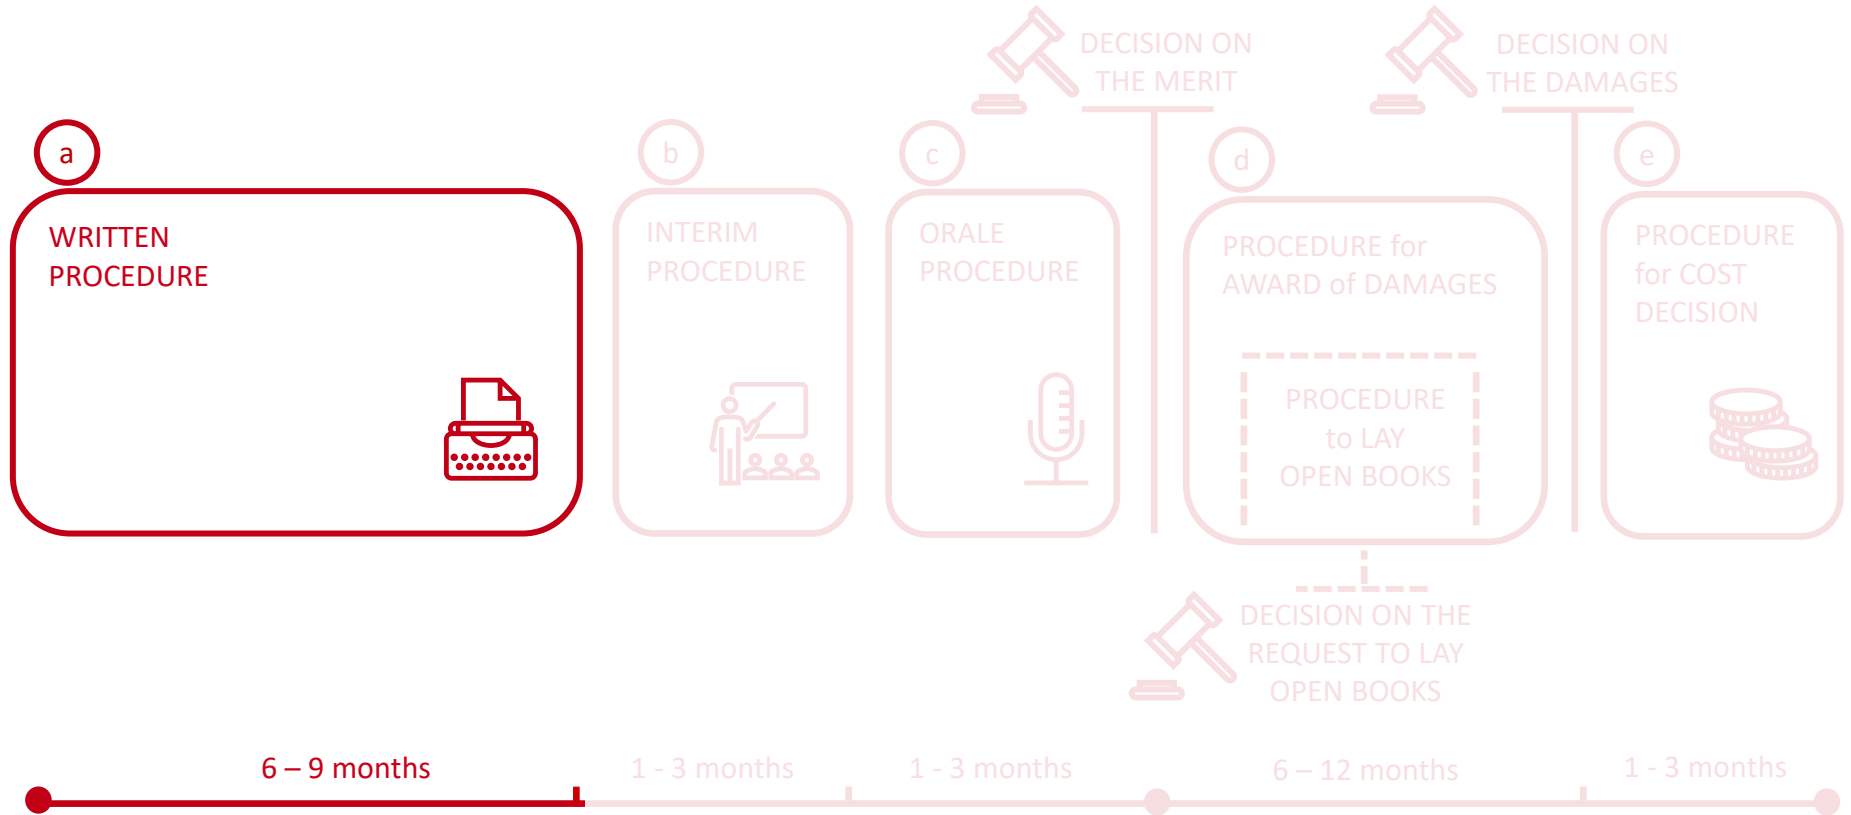 DECISION ON
THE MERIT
DECISION ON
THE DAMAGES
a
WRITTEN
PROCEDURE
b
INTERIM
PROCEDURE
c
ORALE
PROCEDURE
d
PROCEDURE for
AWARD of DAMAGES
PROCEDURE
to LAY
OPEN BOOKS
e
PROCEDURE
for COST
DECISION
DECISION ON THE
REQUEST TO LAY
OPEN BOOKS
6 – 9 months
1 - 3 months
1 - 3 months
6 – 12 months
1 - 3 months